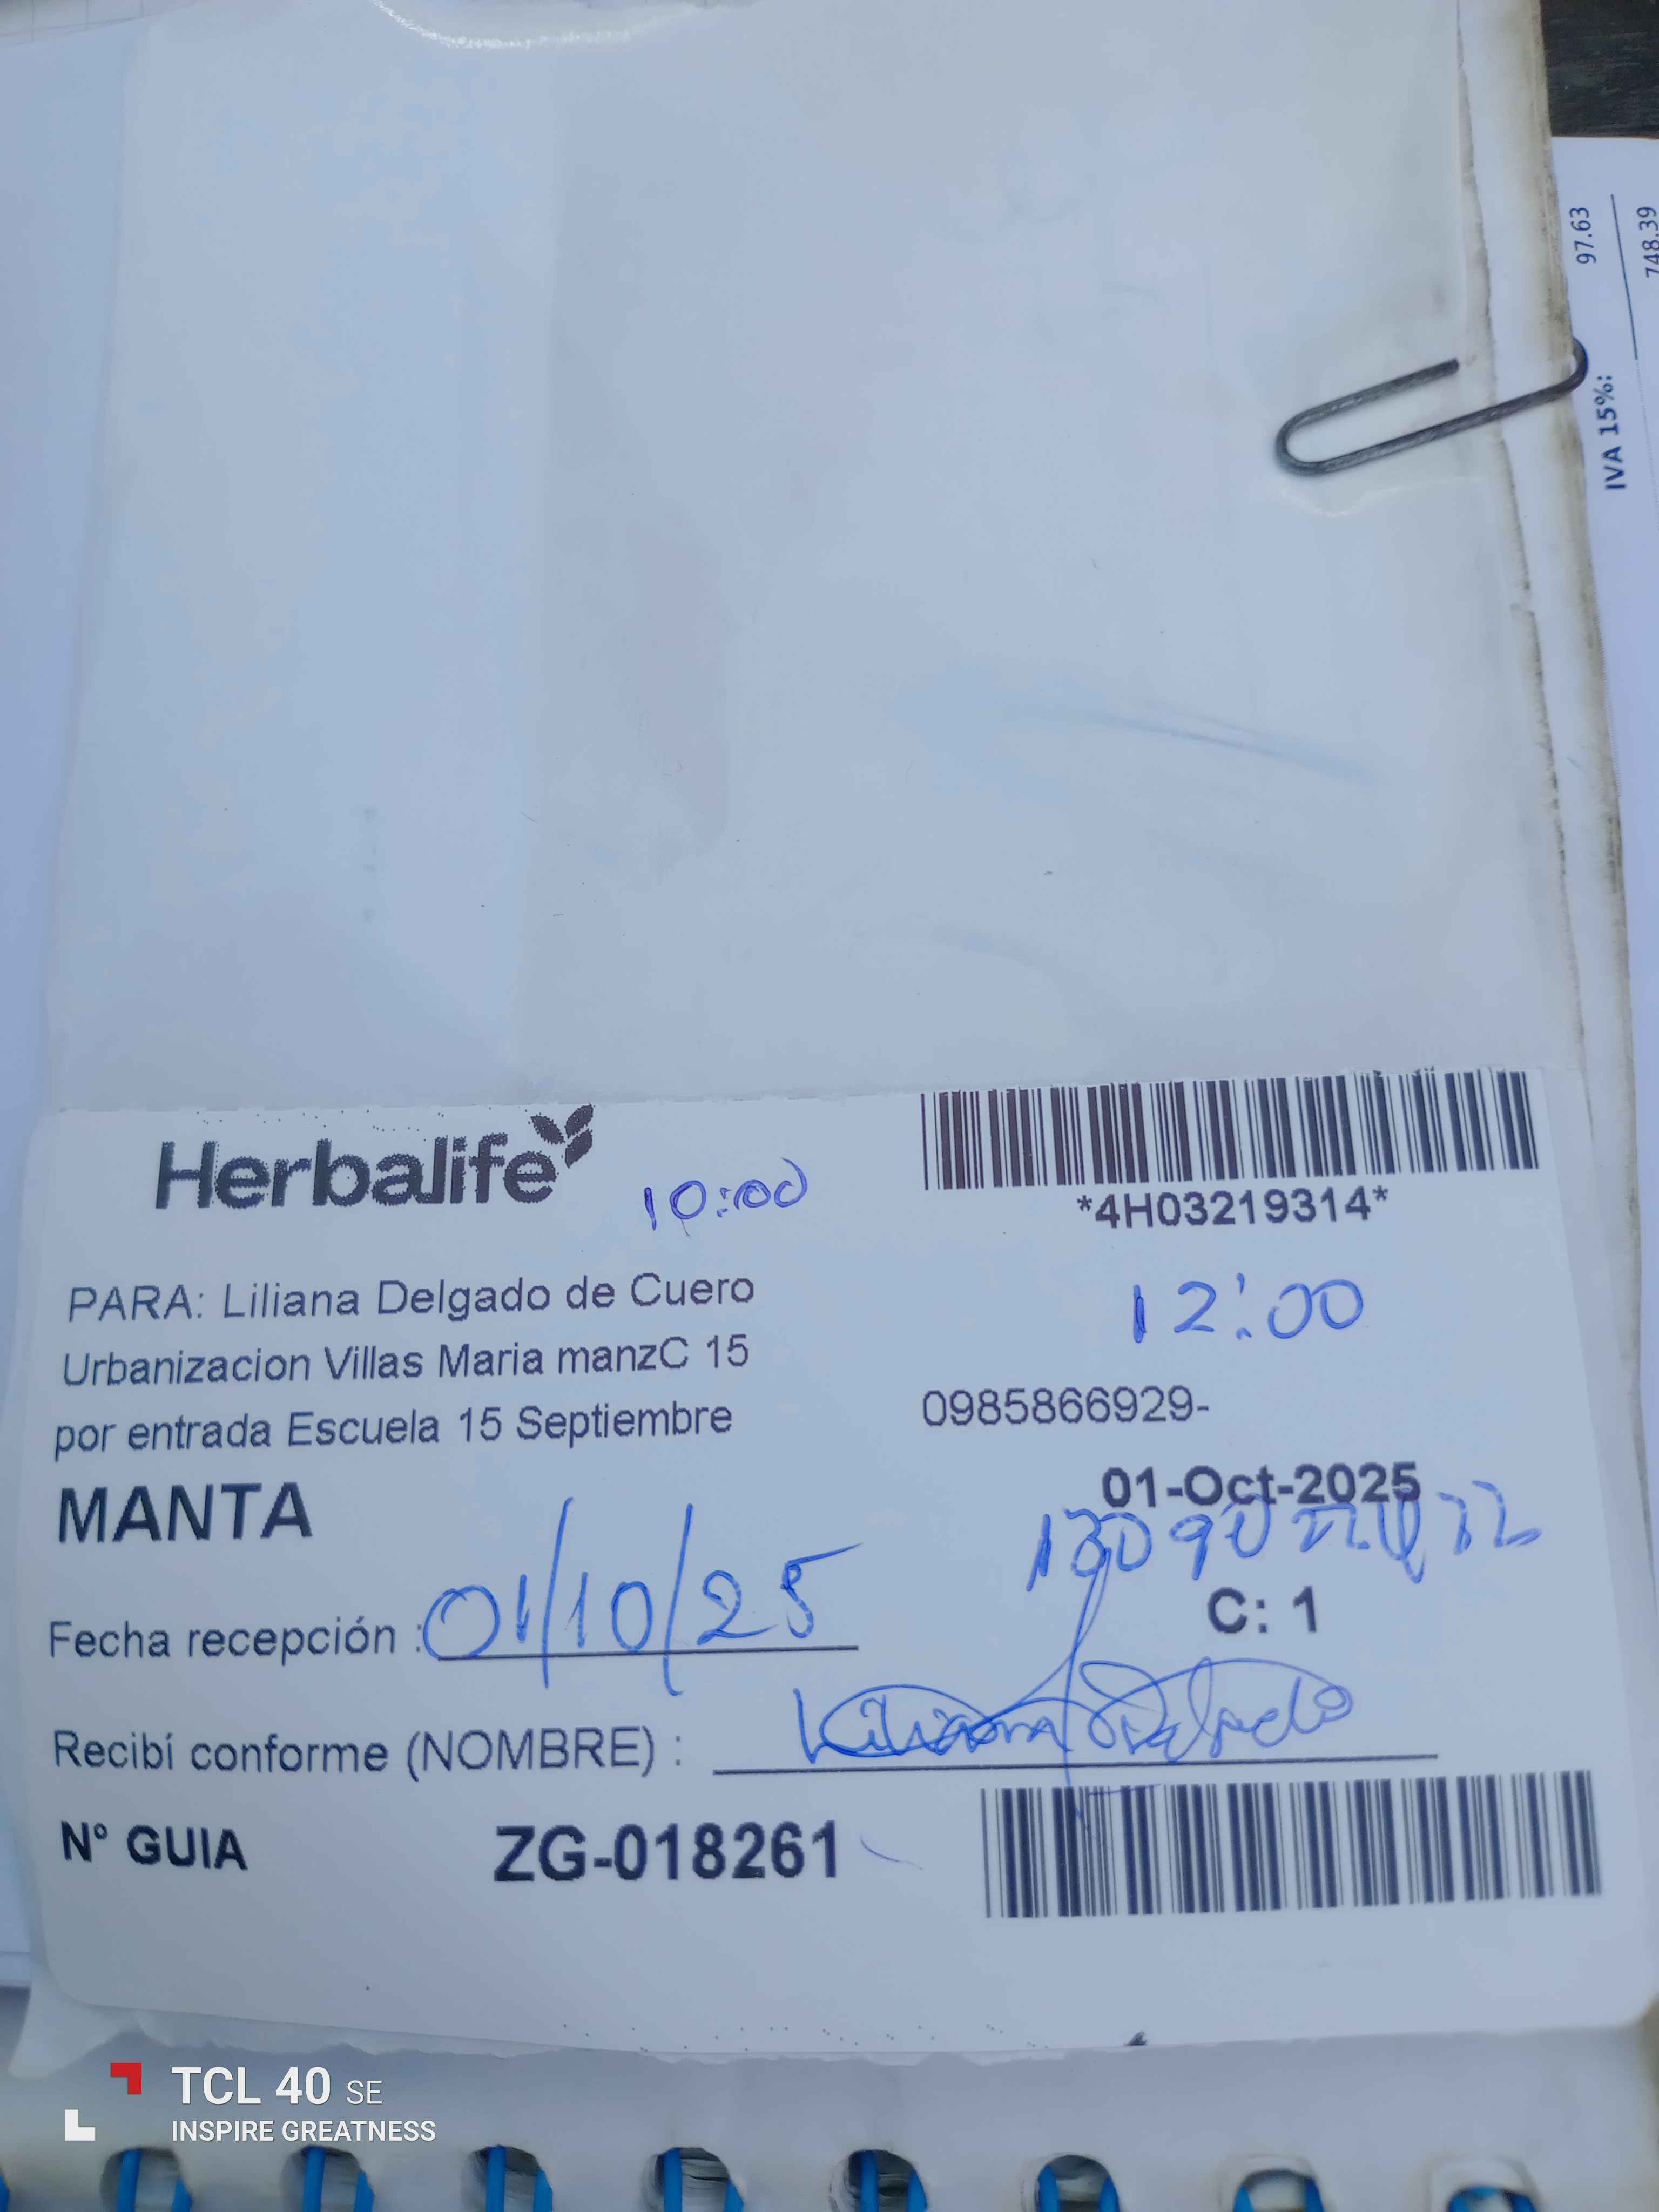 97.63
748.39
IVA 15%:
Herbalife
10:00
*4H03219314*
PARA: Liliana Delgado de Cuero
12:00
Urbanizacion Villas Maria manzC 15
0985866929-
por entrada Escuela 15 Septiembre
01-Oct-2025
MANTA
C: 1
Fecha recepción : 01/10/25
Recibí conforme (NOMBRE) : Liliana Delgado
N° GUIA ZG-018261
TCL 40 SE
INSPIRE GREATNESS